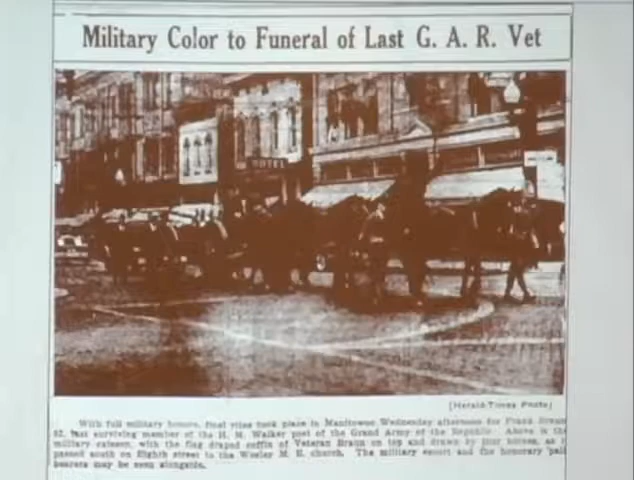 Military Color to Funeral of Last G. A. R. Vet
HOTEL
(Herald-Times Photo)
With full military honors, final rites took place in Manitowoc Wednesday afternoon for Frank Braun
92, last surviving member of the H. M. Walker post of the Grand Army of the Republic. Above is the
military caisson, with the flag draped coffin of Veteran Braun on top and drawn by four horses, as
passed south on Eighth street to the Wesley M. E. church. The military escort and the honorary pall
bearers may be seen alongside.